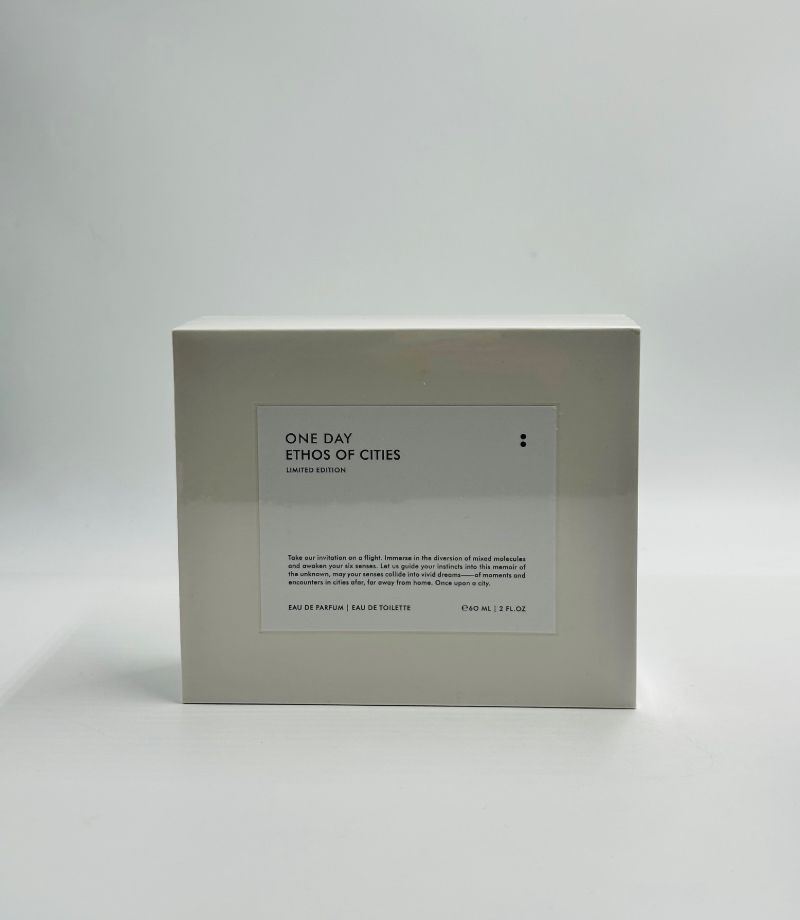 ONE DAY
ETHOS OF CITIES
LIMITED EDITION
Take our invitation on a flight. Immerse in the diversion of mixed molecules
and awaken your six senses. Let us guide your instincts into this memoir of
the unknown, may your senses collide into vivid dreams——of moments and
encounters in cities afar, far away from home. Once upon a city.
EAU DE PARFUM | EAU DE TOILETTE
℮60 ML | 2 FL.OZ